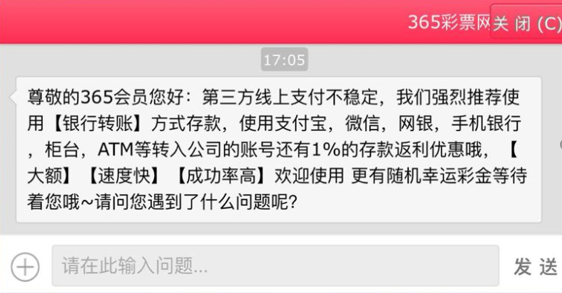 365彩票网
关 闭 (C)
17:05
尊敬的365会员您好：第三方线上支付不稳定，我们强烈推荐使
用【银行转账】方式存款，使用支付宝，微信，网银，手机银行
，柜台，ATM等转入公司的账号还有1%的存款返利优惠哦，【
大额】【速度快】【成功率高】欢迎使用 更有随机幸运彩金等待
着您哦~请问您遇到了什么问题呢?
请在此输入问题...
发 送